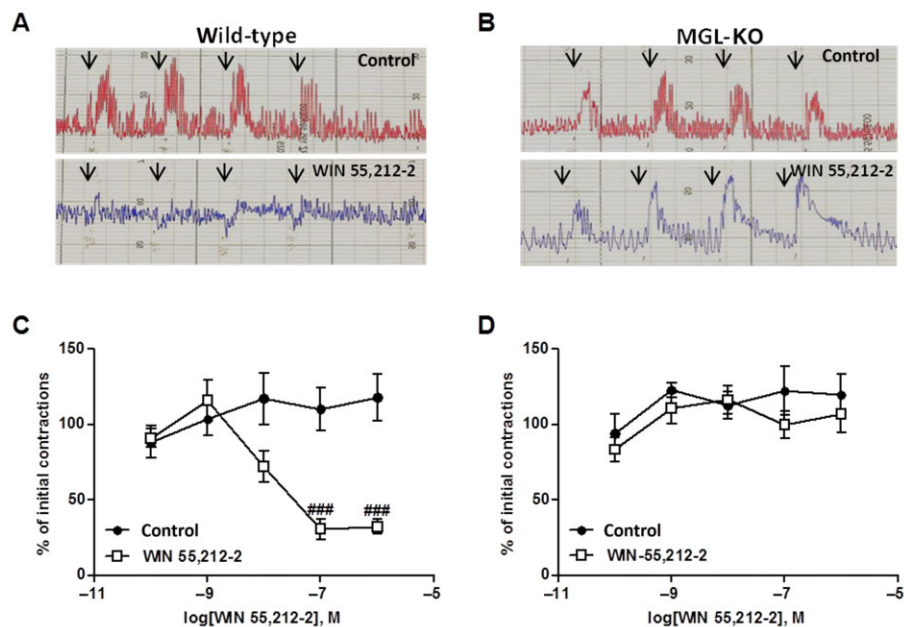 A
Wild-type
Control
WIN 55,212-2
B
MGL-KO
Control
WIN 55,212-2
C
150
100
50
0
% of initial contractions
### ###
Control
WIN 55,212-2
–11 –9 –7 –5
log[WIN 55,212-2], M
D
150
100
50
0
% of initial contractions
Control
WIN-55,212-2
–11 –9 –7 –5
log[WIN 55,212-2], M